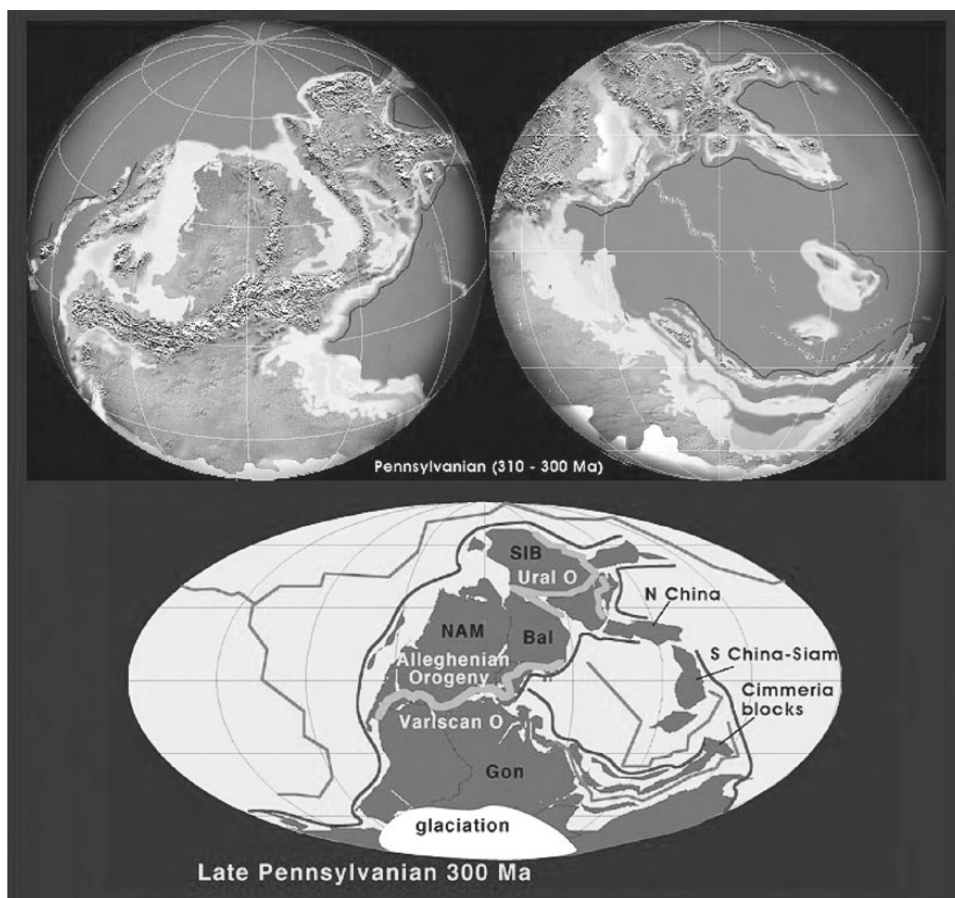 Pennsylvanian (310 - 300 Ma)
SIB
Ural O
N China
NAM
Bal
S China-Siam
Alleghenian
Orogeny
Cimmeria
blocks
Variscan O
Gon
glaciation
Late Pennsylvanian 300 Ma